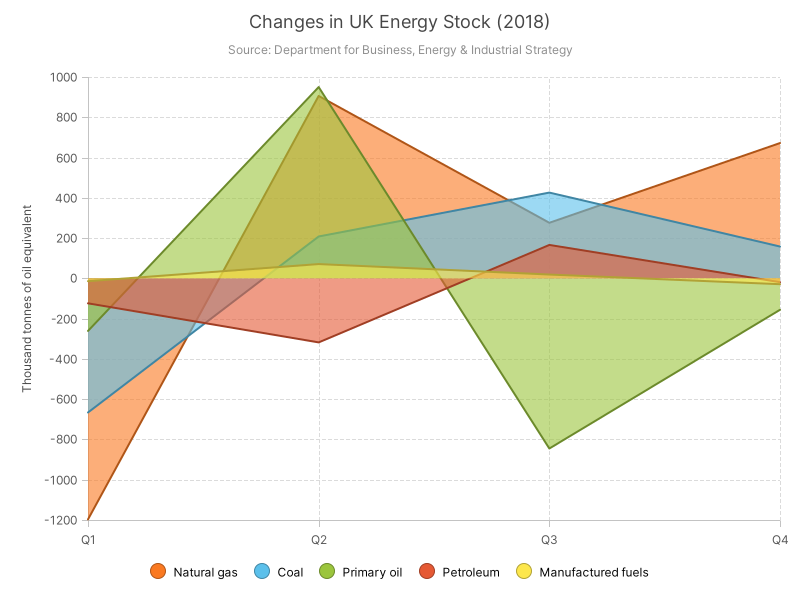 Changes in UK Energy Stock (2018)
Source: Department for Business, Energy & Industrial Strategy
Thousand tonnes of oil equivalent
1000
800
600
400
200
0
-200
-400
-600
-800
-1000
-1200
Q1 Q2 Q3 Q4
Natural gas Coal Primary oil Petroleum Manufactured fuels